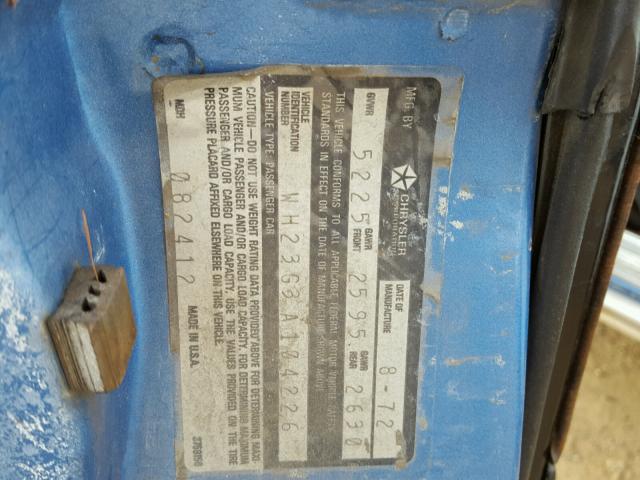 MFG. BY CHRYSLER CORPORATION DATE OF MANUFACTURE 8-72
GVWR 5225 GAWR FRONT 2595 GAWR REAR 2630
THIS VEHICLE CONFORMS TO ALL APPLICABLE FEDERAL MOTOR VEHICLE SAFETY
STANDARDS IN EFFECT ON THE DATE OF MANUFACTURE SHOWN ABOVE.
VEHICLE IDENTIFICATION NUMBER WH23G3A184226
VEHICLE TYPE: PASSENGER CAR
CAUTION—DO NOT USE WEIGHT RATING DATA PROVIDED ABOVE FOR DETERMINING MAXI-
MUM VEHICLE PASSENGER AND/OR CARGO LOAD CAPACITY. FOR DETERMINING MAXIMUM
PASSENGER AND/OR CARGO LOAD CAPACITY, USE THE VALUES PROVIDED ON THE TIRE
PRESSURE PLACARD AFFIXED ELSEWHERE ON THIS VEHICLE.
MDH 082412 MADE IN U.S.A. 3759150